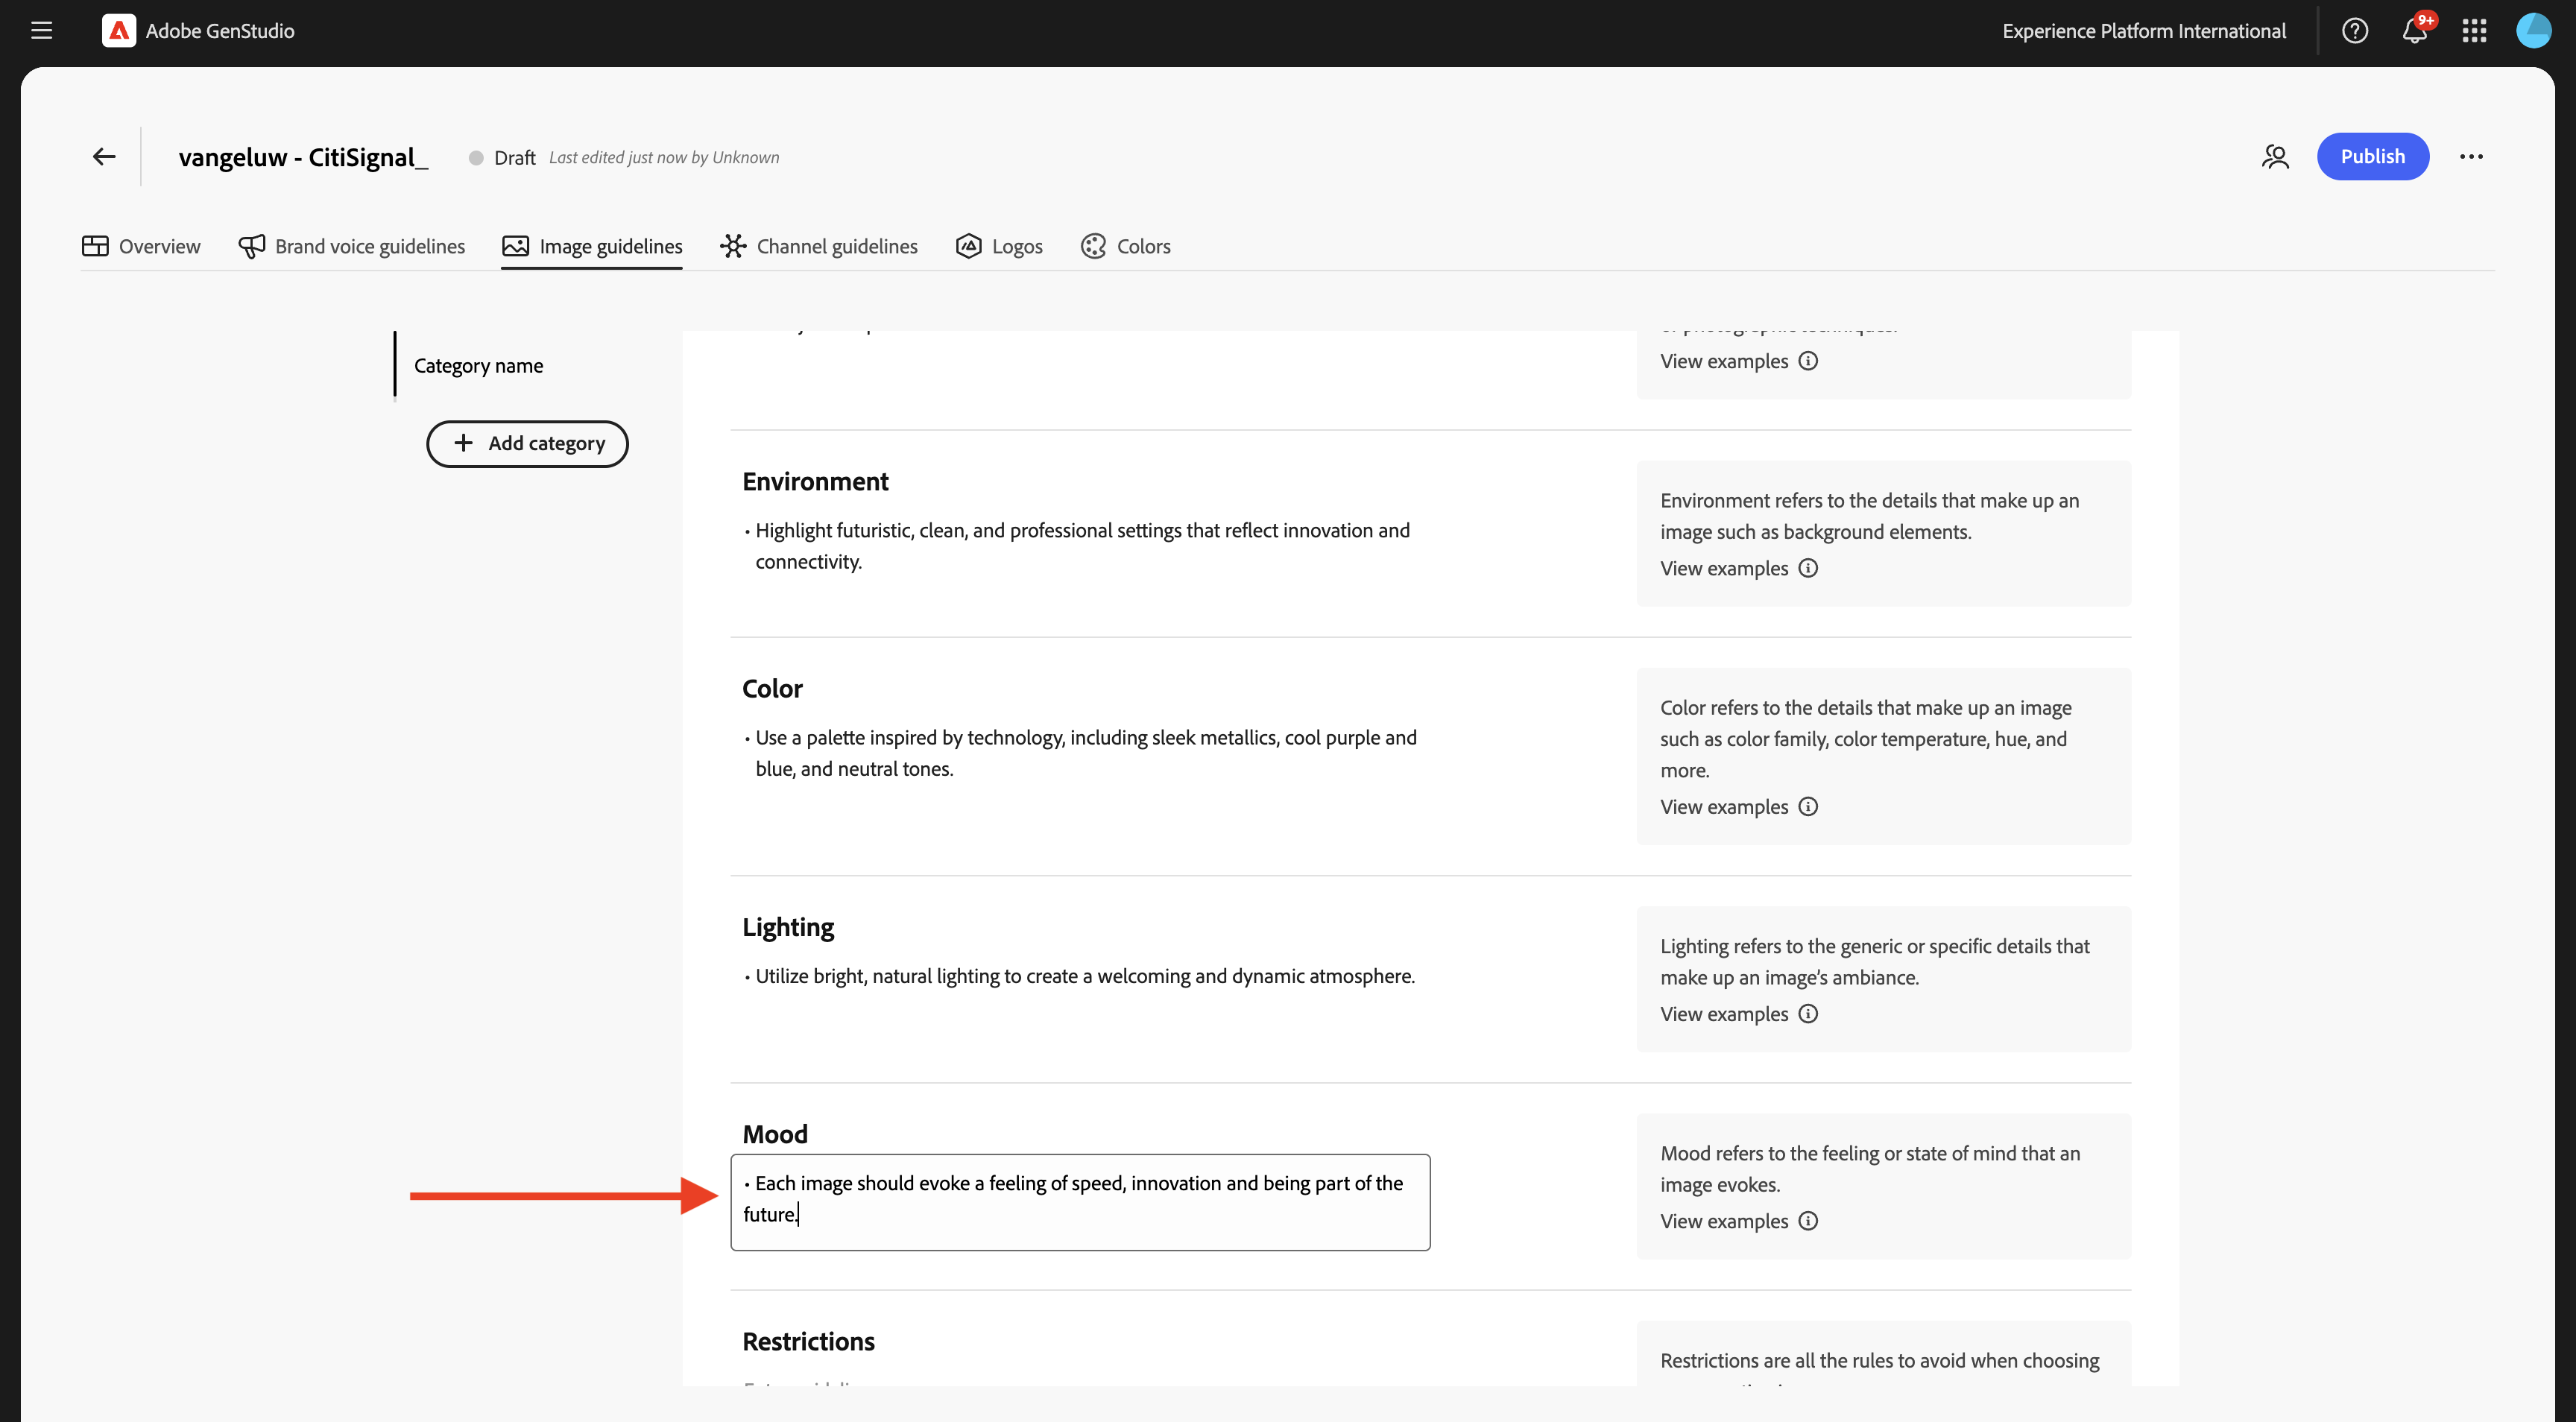 Adobe GenStudio
Experience Platform International
9+
vangeluw - CitiSignal_
Draft
Last edited just now by Unknown
Publish
Overview
Brand voice guidelines
Image guidelines
Channel guidelines
Logos
Colors
Category name
Add category
View examples
Environment
• Highlight futuristic, clean, and professional settings that reflect innovation and
connectivity.
Environment refers to the details that make up an
image such as background elements.
View examples
Color
• Use a palette inspired by technology, including sleek metallics, cool purple and
blue, and neutral tones.
Color refers to the details that make up an image
such as color family, color temperature, hue, and
more.
View examples
Lighting
• Utilize bright, natural lighting to create a welcoming and dynamic atmosphere.
Lighting refers to the generic or specific details that
make up an image’s ambiance.
View examples
Mood
• Each image should evoke a feeling of speed, innovation and being part of the
future.
Mood refers to the feeling or state of mind that an
image evokes.
View examples
Restrictions
Restrictions are all the rules to avoid when choosing